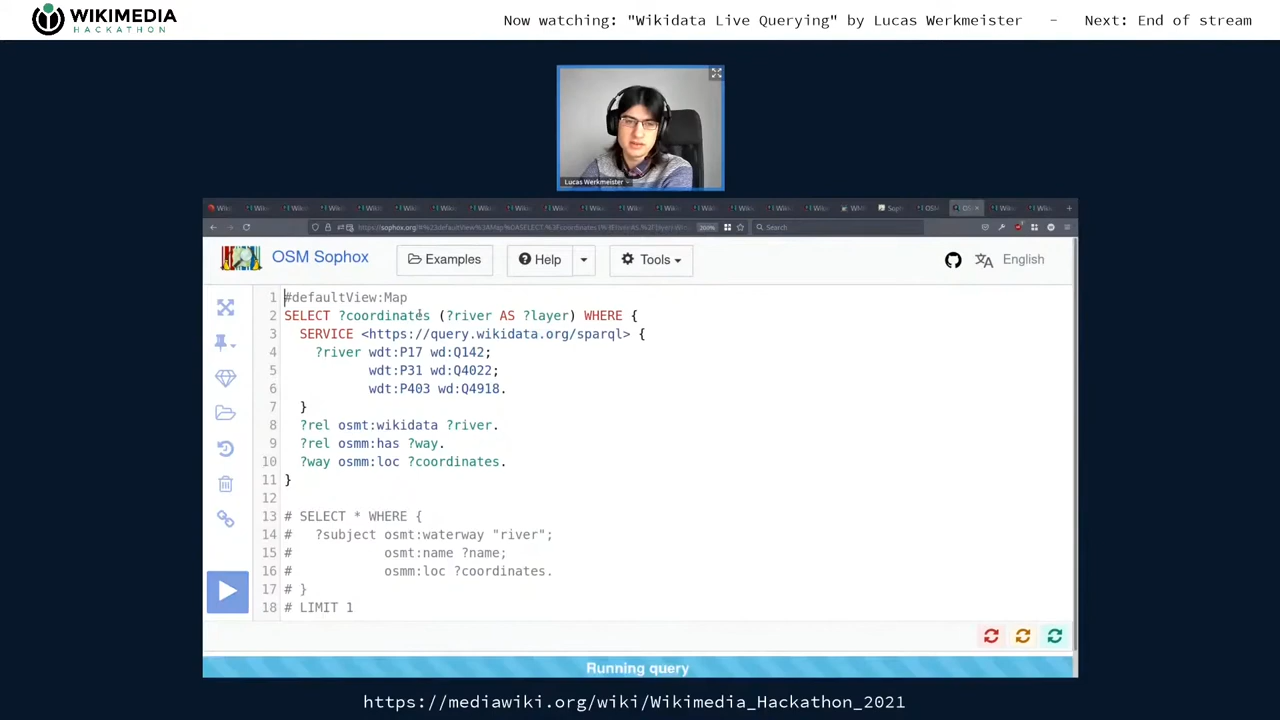 WIKIMEDIA
HACKATHON
Now watching: "Wikidata Live Querying" by Lucas Werkmeister - Next: End of stream
Lucas Werkmeister
Search
OSM Sophox
Examples
Help
Tools
English
1 #defaultView:Map
2 SELECT ?coordinates (?river AS ?layer) WHERE {
3 SERVICE <https://query.wikidata.org/sparql> {
4 ?river wdt:P17 wd:Q142;
5 wdt:P31 wd:Q4022;
6 wdt:P403 wd:Q4918.
7 }
8 ?rel osmt:wikidata ?river.
9 ?rel osmm:has ?way.
10 ?way osmm:loc ?coordinates.
11 }
12
13 # SELECT * WHERE {
14 # ?subject osmt:waterway "river";
15 # osmt:name ?name;
16 # osmm:loc ?coordinates.
17 # }
18 # LIMIT 1
Running query
https://mediawiki.org/wiki/Wikimedia_Hackathon_2021